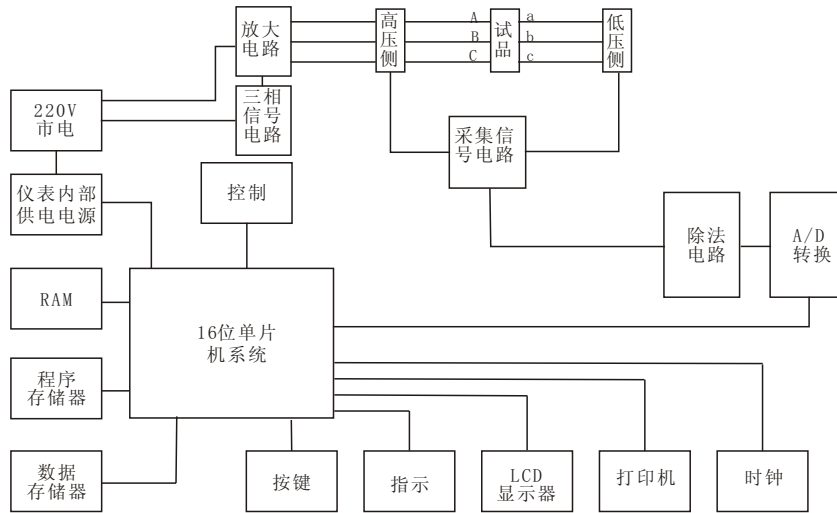 放大
电路
高
压
侧
A
B
C
试
品
a
b
c
低
压
侧
220V
市电
三相
信号
电路
采集信
号电路
仪表内部
供电电源
控制
除法
电路
A/D
转换
RAM
16位单片
机系统
程序
存储器
数据
存储器
按键
指示
LCD
显示器
打印机
时钟